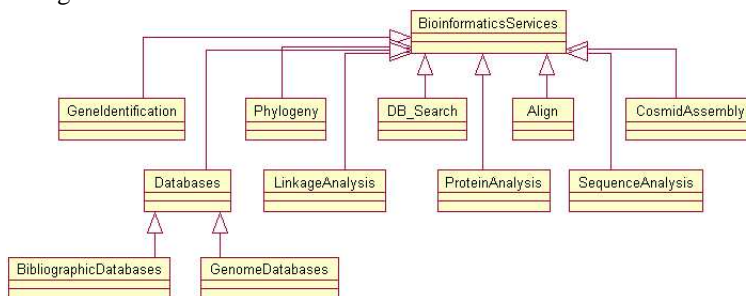 BioinformaticsServices
GeneIdentification
Phylogeny
DB_Search
Align
CosmidAssembly
Databases
LinkageAnalysis
ProteinAnalysis
SequenceAnalysis
BibliographicDatabases
GenomeDatabases